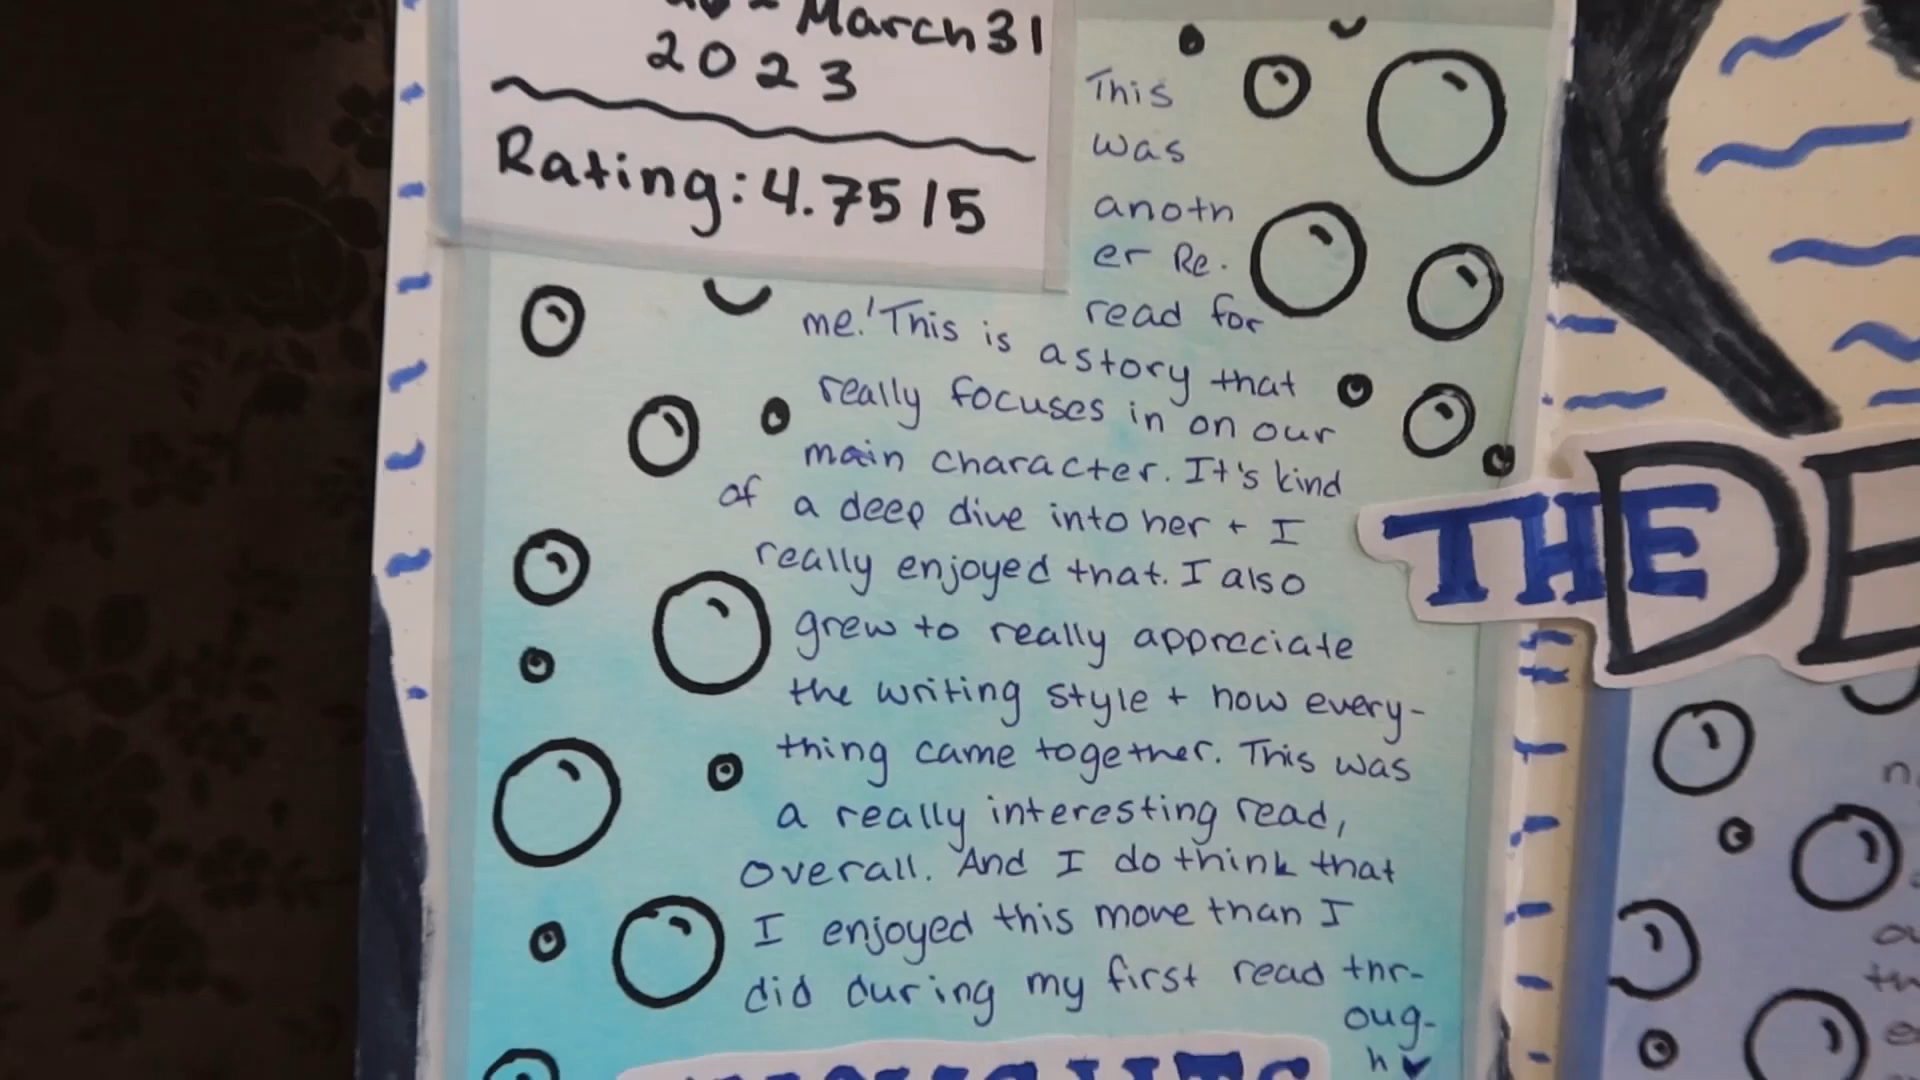 - March 31
2023
Rating: 4.75/5
This
was
anoth
er Re-
read for
me! This is a story that
really focuses in on our
main character. It's kind
of a deep dive into her + I
really enjoyed that. I also
grew to really appreciate
the writing style + how every-
thing came together. This was
a really interesting read,
overall. And I do think that
I enjoyed this more than I
did during my first read thr-
oug-
h
THE DE